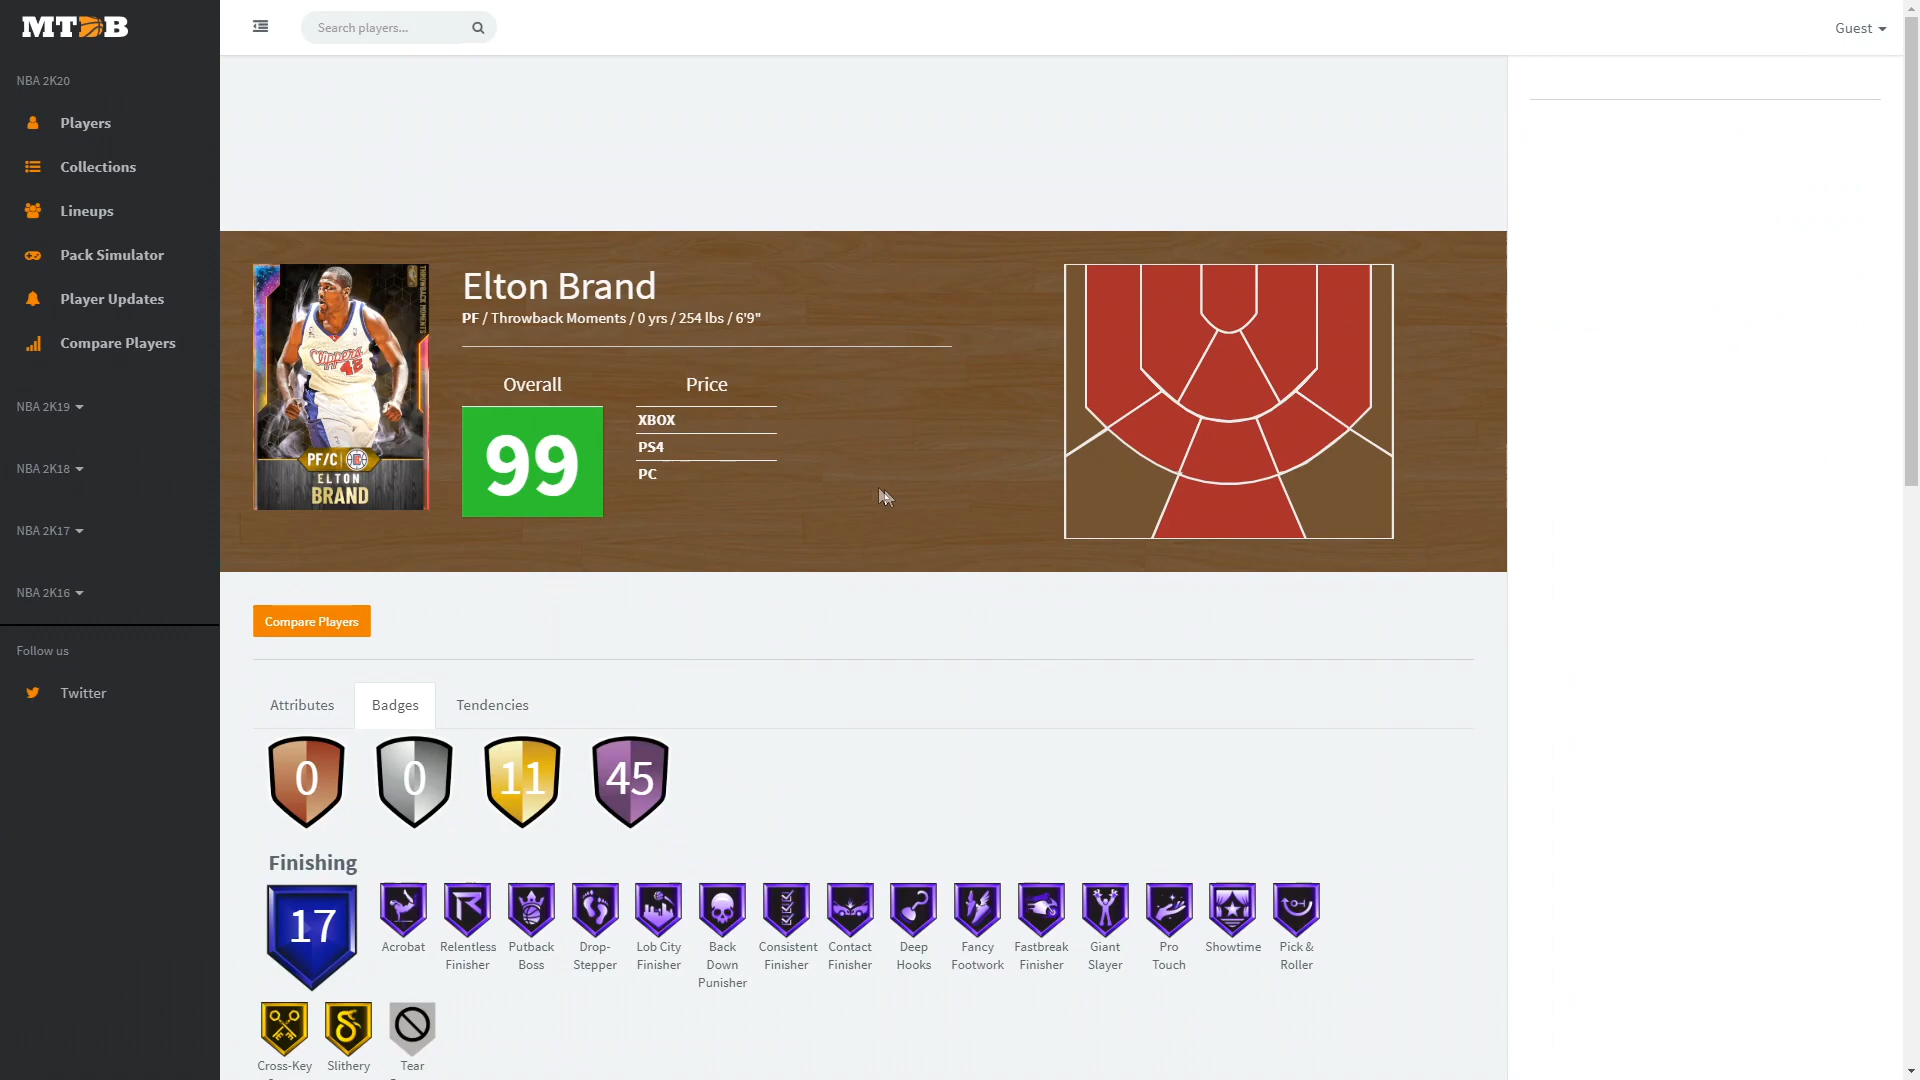 MTDB
Search players...
Guest
NBA 2K20
Players
Collections
Lineups
Pack Simulator
Player Updates
Compare Players
NBA 2K19
NBA 2K18
NBA 2K17
NBA 2K16
Follow us
Twitter
THROWBACK MOMENTS
CLIPPERS
42
PF/C
ELTON
BRAND
Elton Brand
PF / Throwback Moments / 0 yrs / 254 lbs / 6'9"
Overall
99
Price
XBOX
PS4
PC
Compare Players
Attributes
Badges
Tendencies
0
0
11
45
Finishing
17
Acrobat
Relentless
Finisher
Putback
Boss
Drop-
Stepper
Lob City
Finisher
Back
Down
Punisher
Consistent
Finisher
Contact
Finisher
Deep
Hooks
Fancy
Footwork
Fastbreak
Finisher
Giant
Slayer
Pro
Touch
Showtime
Pick &
Roller
Cross-Key
Slithery
Tear